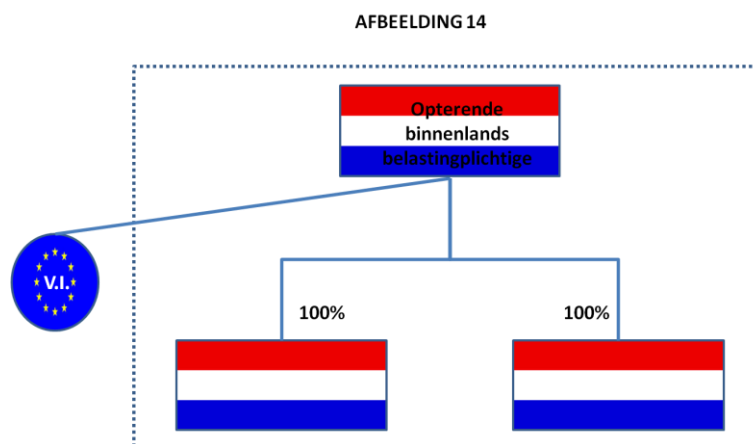 AFBEELDING 14
Opterende
binnenlands
belastingplichtige
V.I.
100%
100%